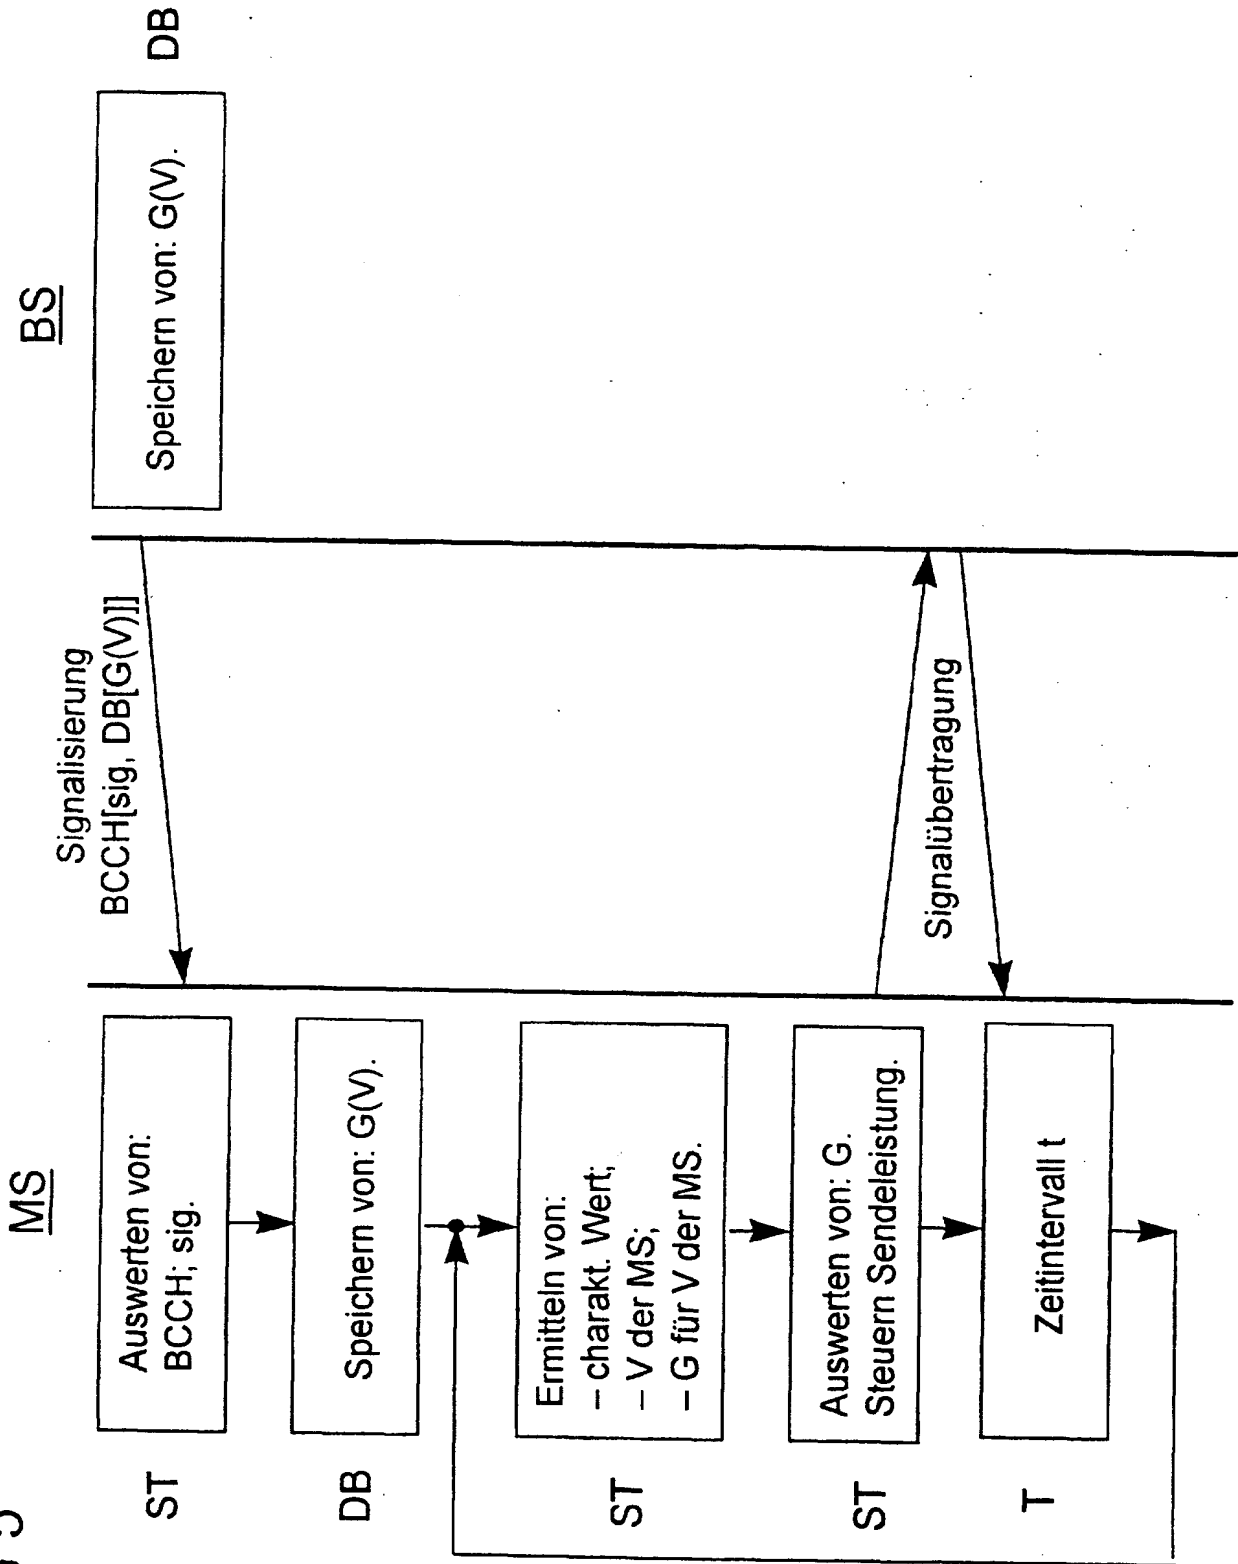 MS
BS
ST
Auswerten von:
BCCH; sig.
Signalisierung
BCCH[sig, DB[G(V)]]
Speichern von: G(V).
DB
DB
Speichern von: G(V).
ST
Ermitteln von:
– charakt. Wert;
– V der MS;
– G für V der MS.
ST
Auswerten von: G.
Steuern Sendeleistung.
Signalübertragung
T
Zeitintervall t